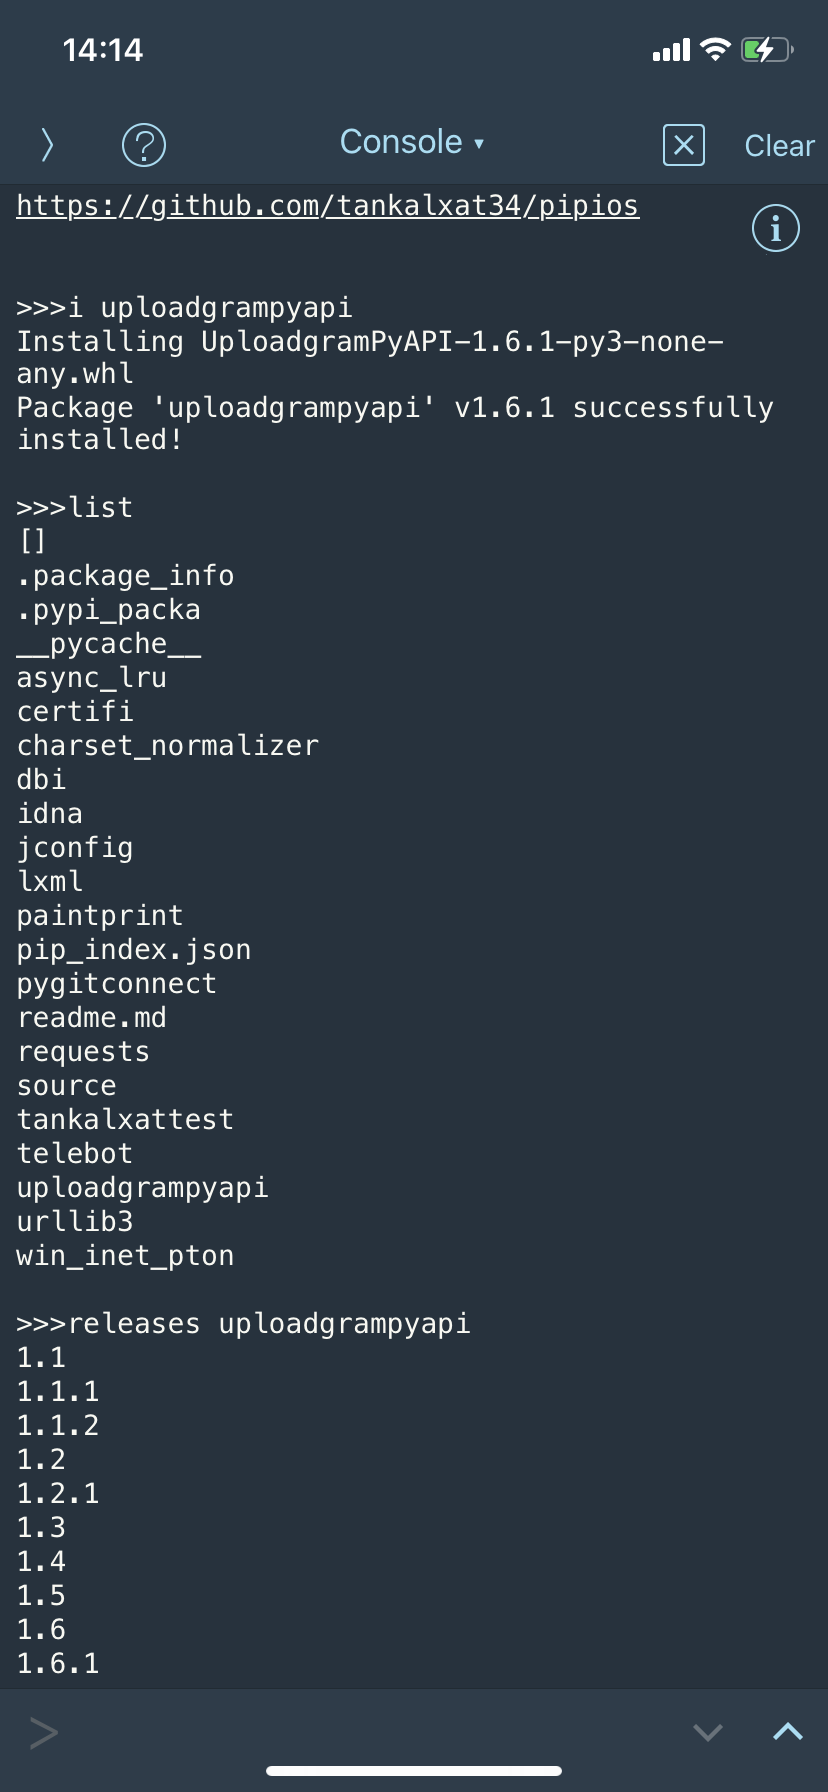 14:14
Console
Clear
https://github.com/tankalxat34/pipios
>>>i uploadgrampyapi
Installing UploadgramPyAPI-1.6.1-py3-none-
any.whl
Package 'uploadgrampyapi' v1.6.1 successfully
installed!
>>>list
[]
.package_info
.pypi_packa
__pycache__
async_lru
certifi
charset_normalizer
dbi
idna
jconfig
lxml
paintprint
pip_index.json
pygitconnect
readme.md
requests
source
tankalxattest
telebot
uploadgrampyapi
urllib3
win_inet_pton
>>>releases uploadgrampyapi
1.1
1.1.1
1.1.2
1.2
1.2.1
1.3
1.4
1.5
1.6
1.6.1
>